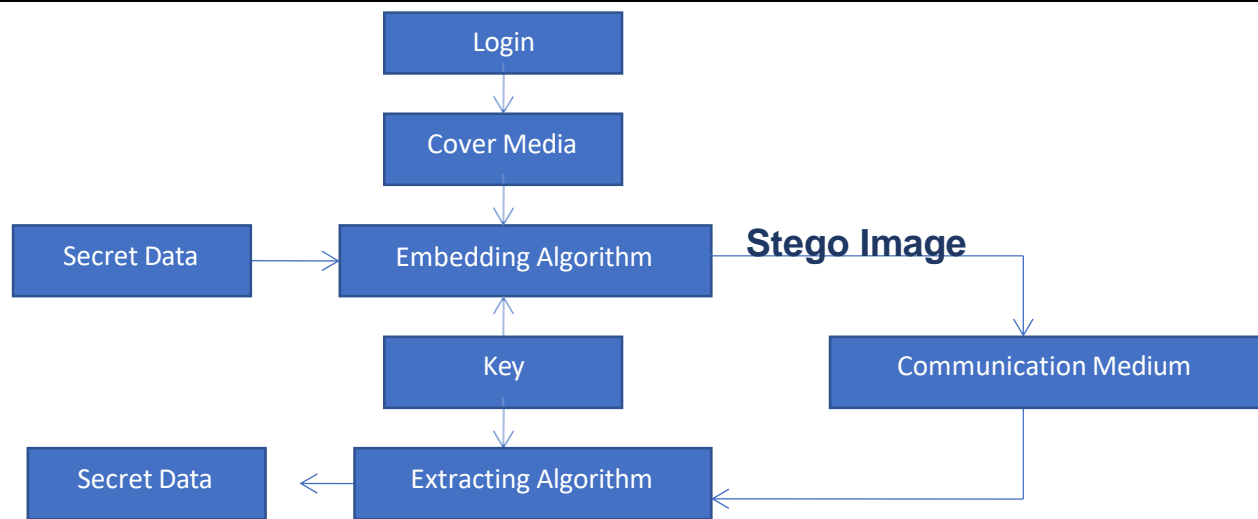 Login
Cover Media
Secret Data
Embedding Algorithm
Stego Image
Key
Communication Medium
Secret Data
Extracting Algorithm